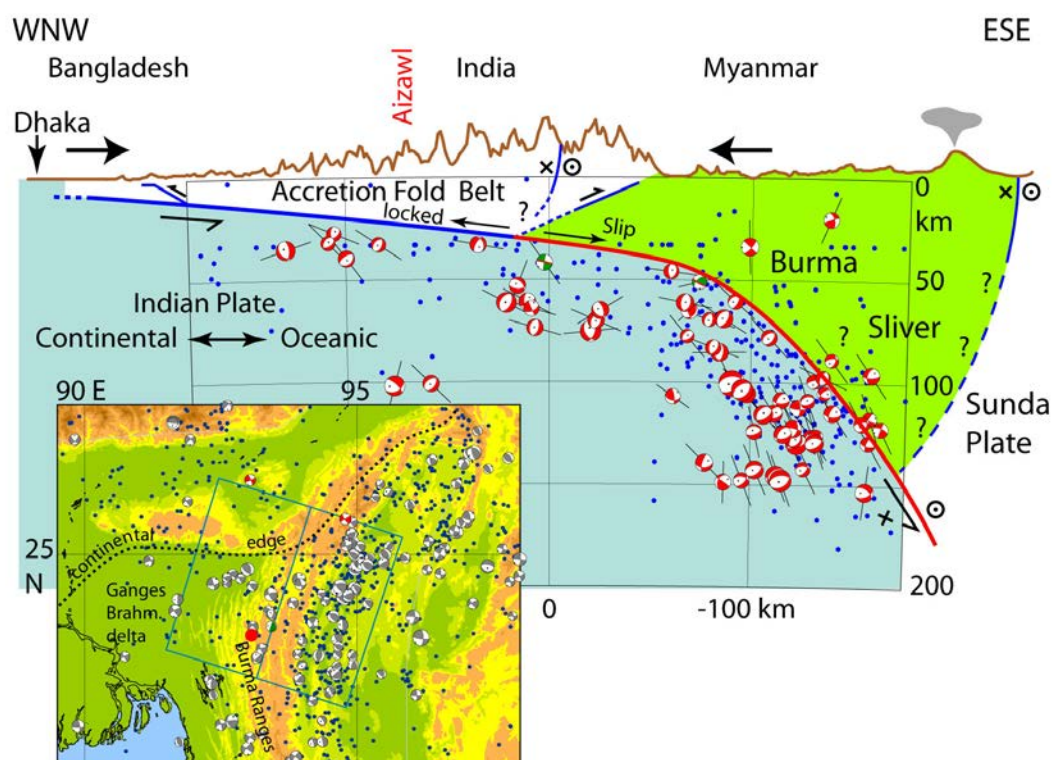 WNW
ESE
Bangladesh
Aizawl
India
Myanmar
Dhaka
×
0
km
Accretion Fold Belt
locked
?
Slip
Burma
Indian Plate
50
Continental
Oceanic
Sliver
?
?
?
90 E
95
100
?
Sunda
Plate
continental
edge
25
N
Ganges
Brahm.
delta
Burma Ranges
0
-100 km
200